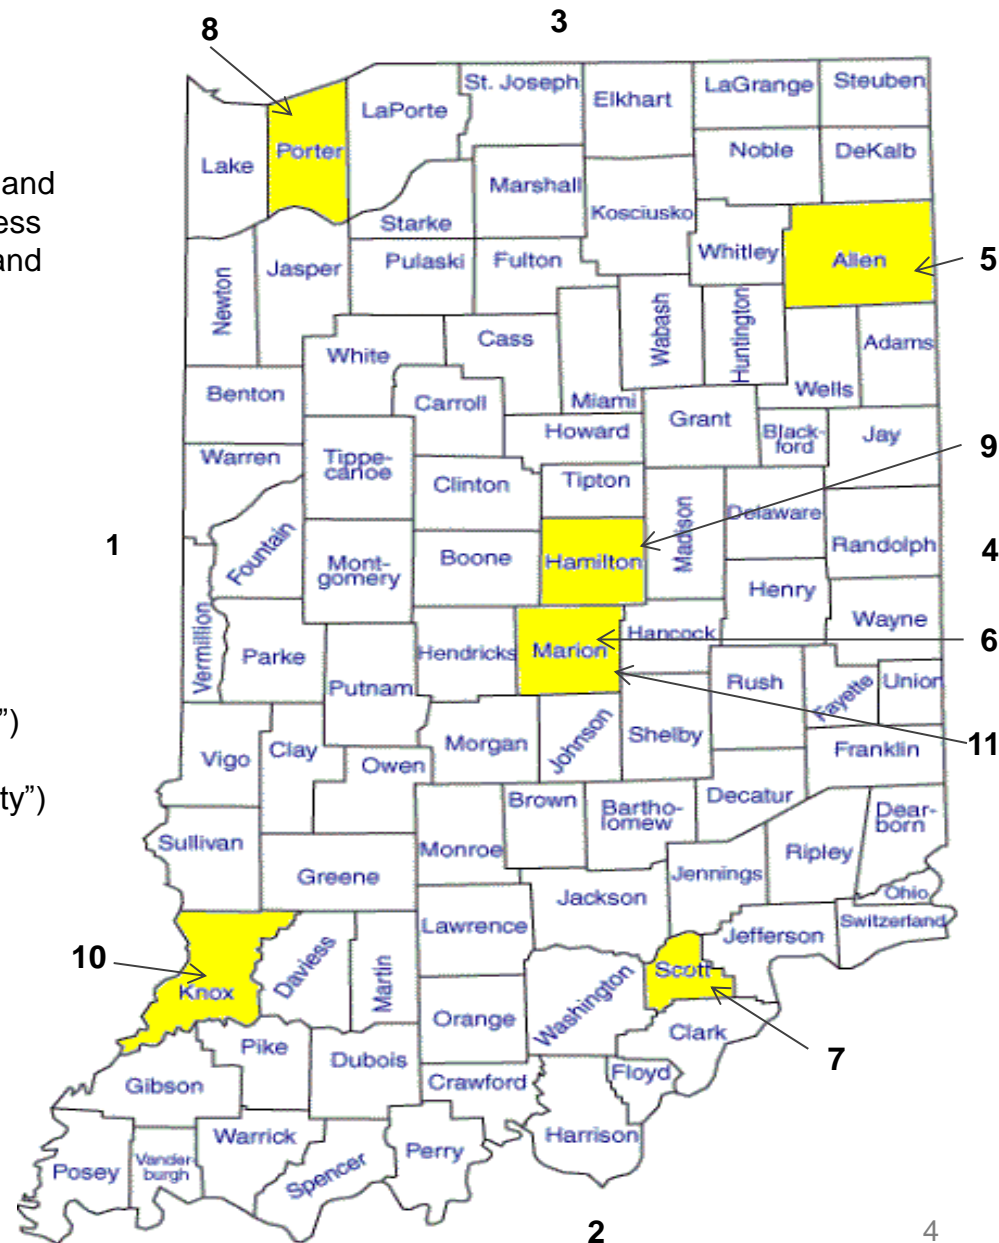 3
8
St. Joseph
Elkhart
LaGrange
Steuben
LaPorte
Lake
Porter
Noble
DeKalb
and
ess
and
Marshall
Kosciusko
Starke
Whitley
Allen
5
Newton
Jasper
Pulaski
Fulton
Wabash
Huntington
White
Cass
Adams
Benton
Carroll
Miami
Wells
Howard
Grant
Black-
ford
Jay
9
Warren
Tippe-
canoe
Clinton
Tipton
Madison
Delaware
1
Fountain
Mont-
gomery
Boone
Hamilton
Randolph
4
Henry
Vermillion
Parke
Putnam
Hendricks
Marion
Hancock
Wayne
6
Rush
Fayette
Union
”)
Vigo
Clay
Owen
Morgan
Johnson
Shelby
Franklin
11
ty”)
Brown
Bartho-
lomew
Decatur
Dear-
born
Sullivan
Greene
Monroe
Jennings
Ripley
Jackson
Ohio
Lawrence
Jefferson
Switzerland
10
Knox
Daviess
Martin
Washington
Scott
Orange
Clark
7
Pike
Dubois
Gibson
Crawford
Floyd
Harrison
Posey
Vander-
burgh
Warrick
Spencer
Perry
2
4